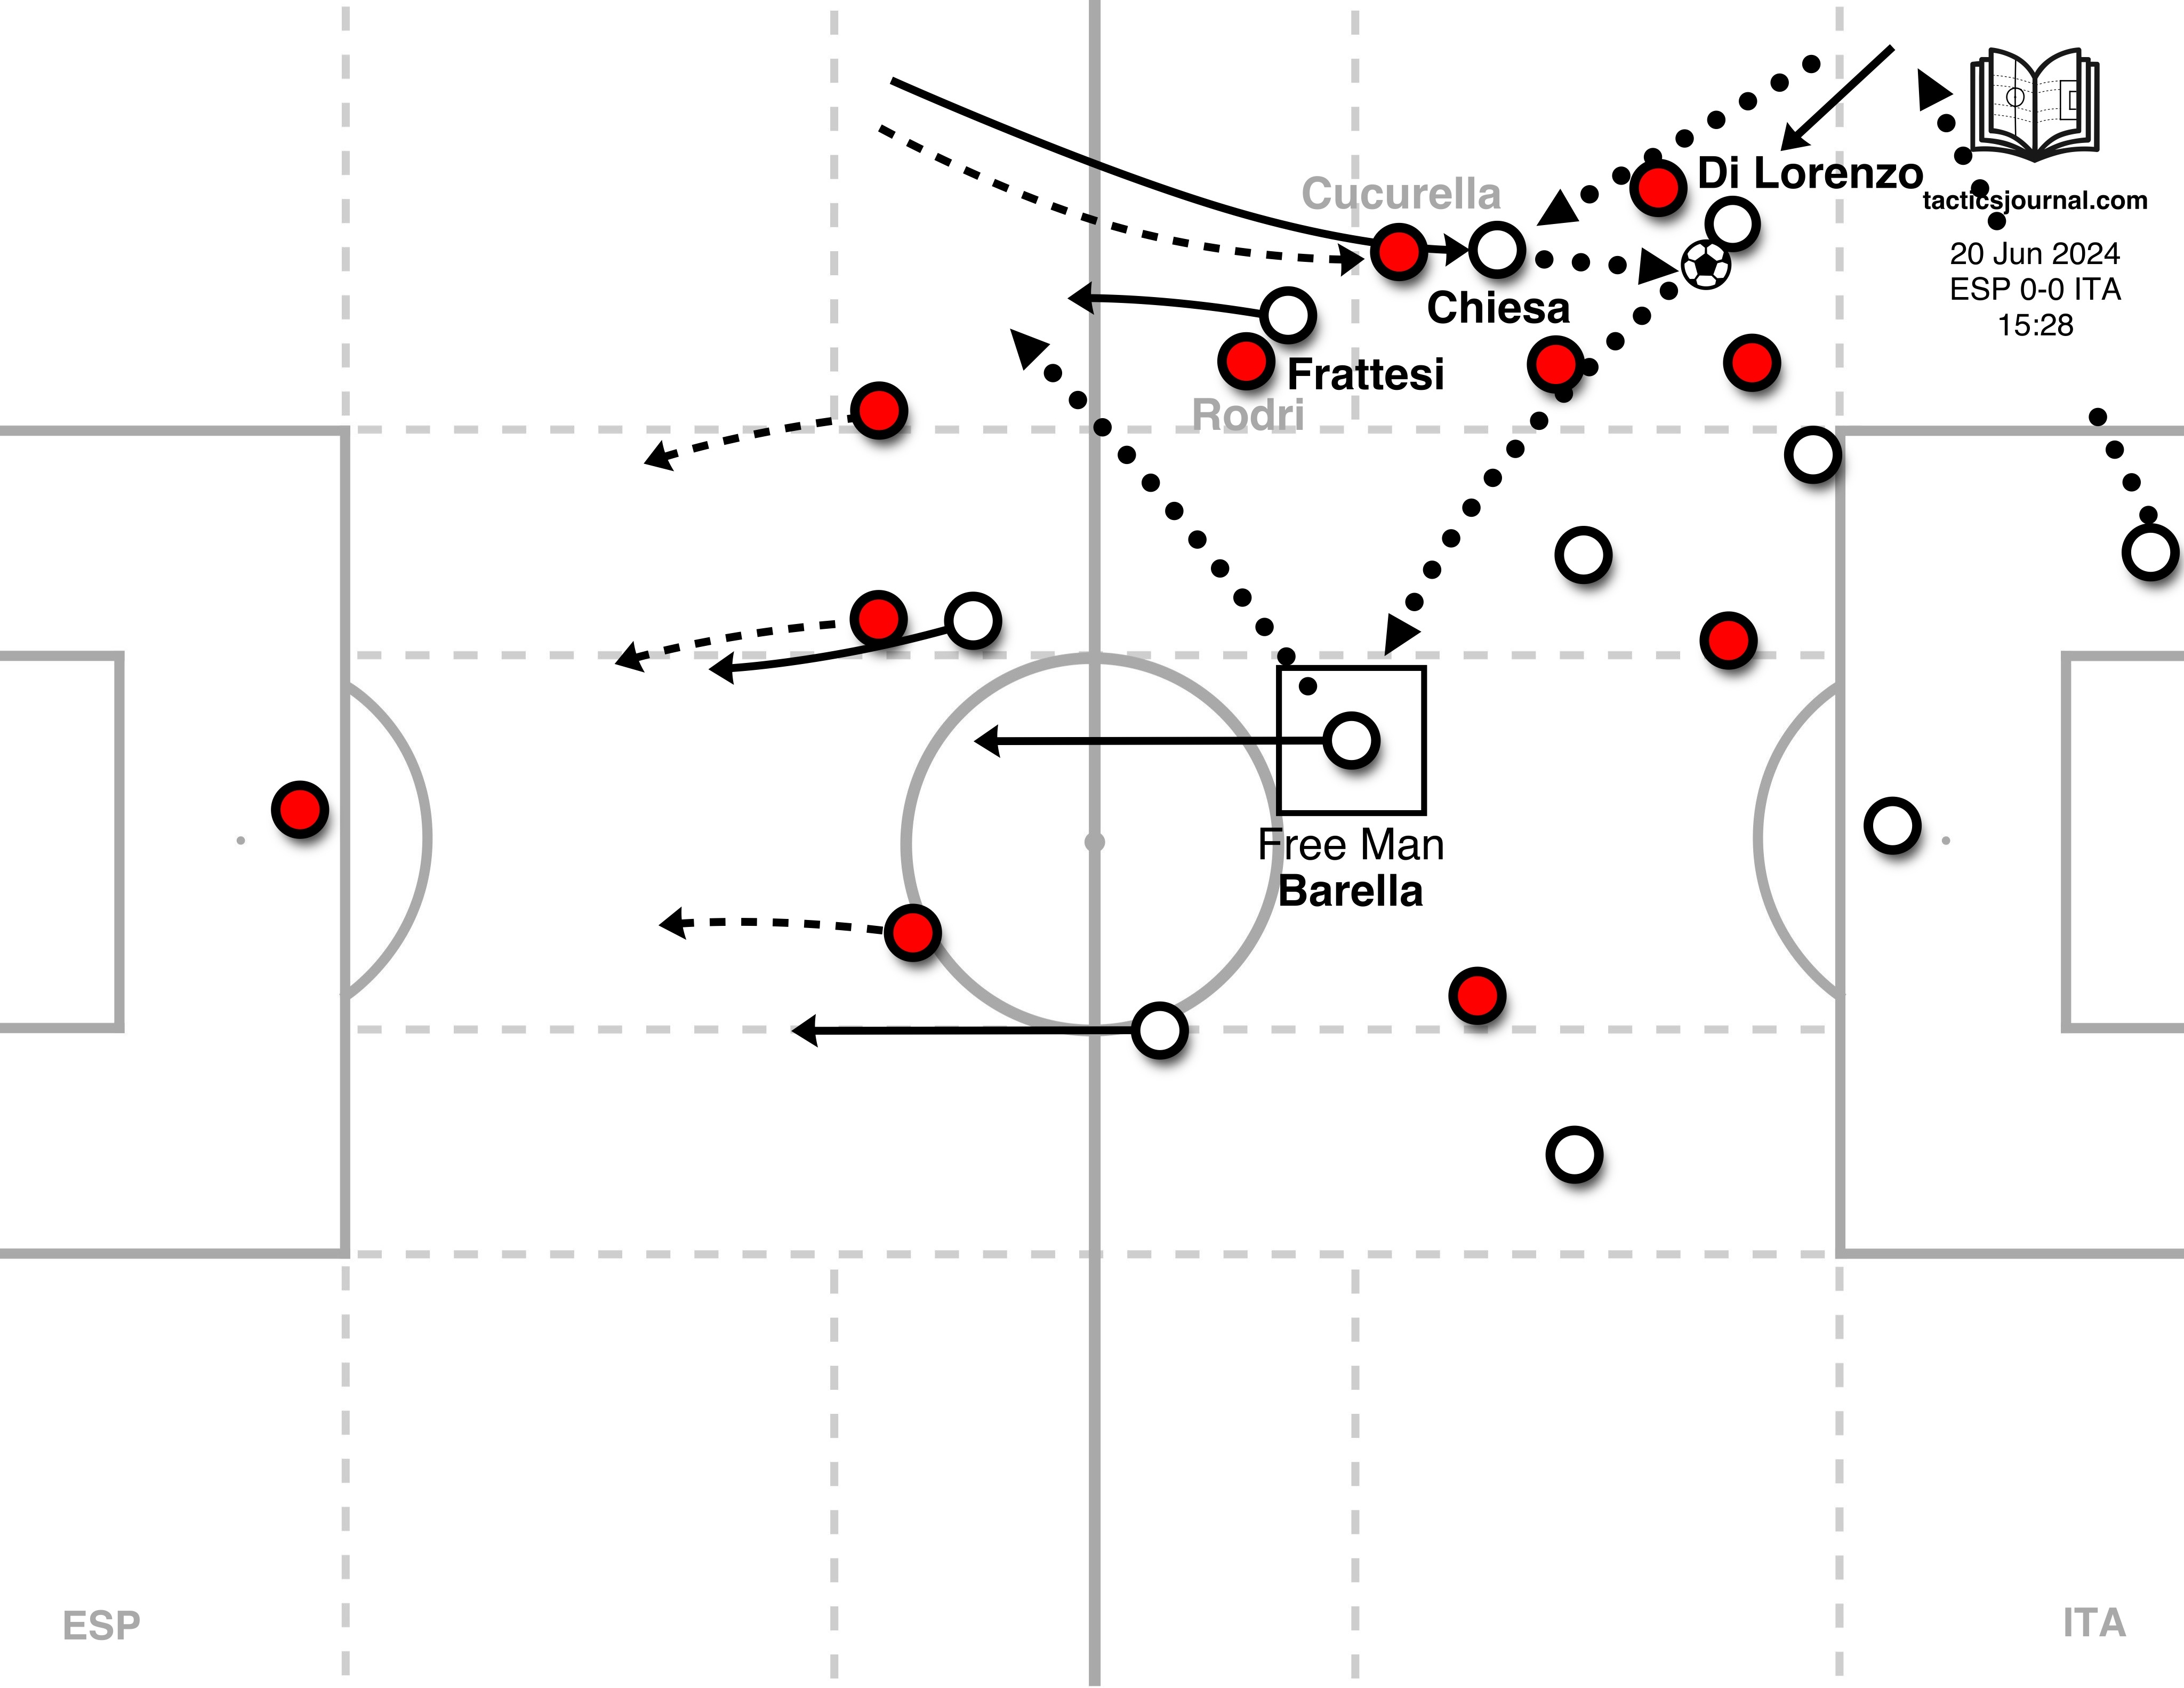 Cucurella
Di Lorenzo
tacticsjournal.com
20 Jun 2024
ESP 0-0 ITA
15:28
Chiesa
Frattesi
Rodri
Free Man
Barella
ESP
ITA